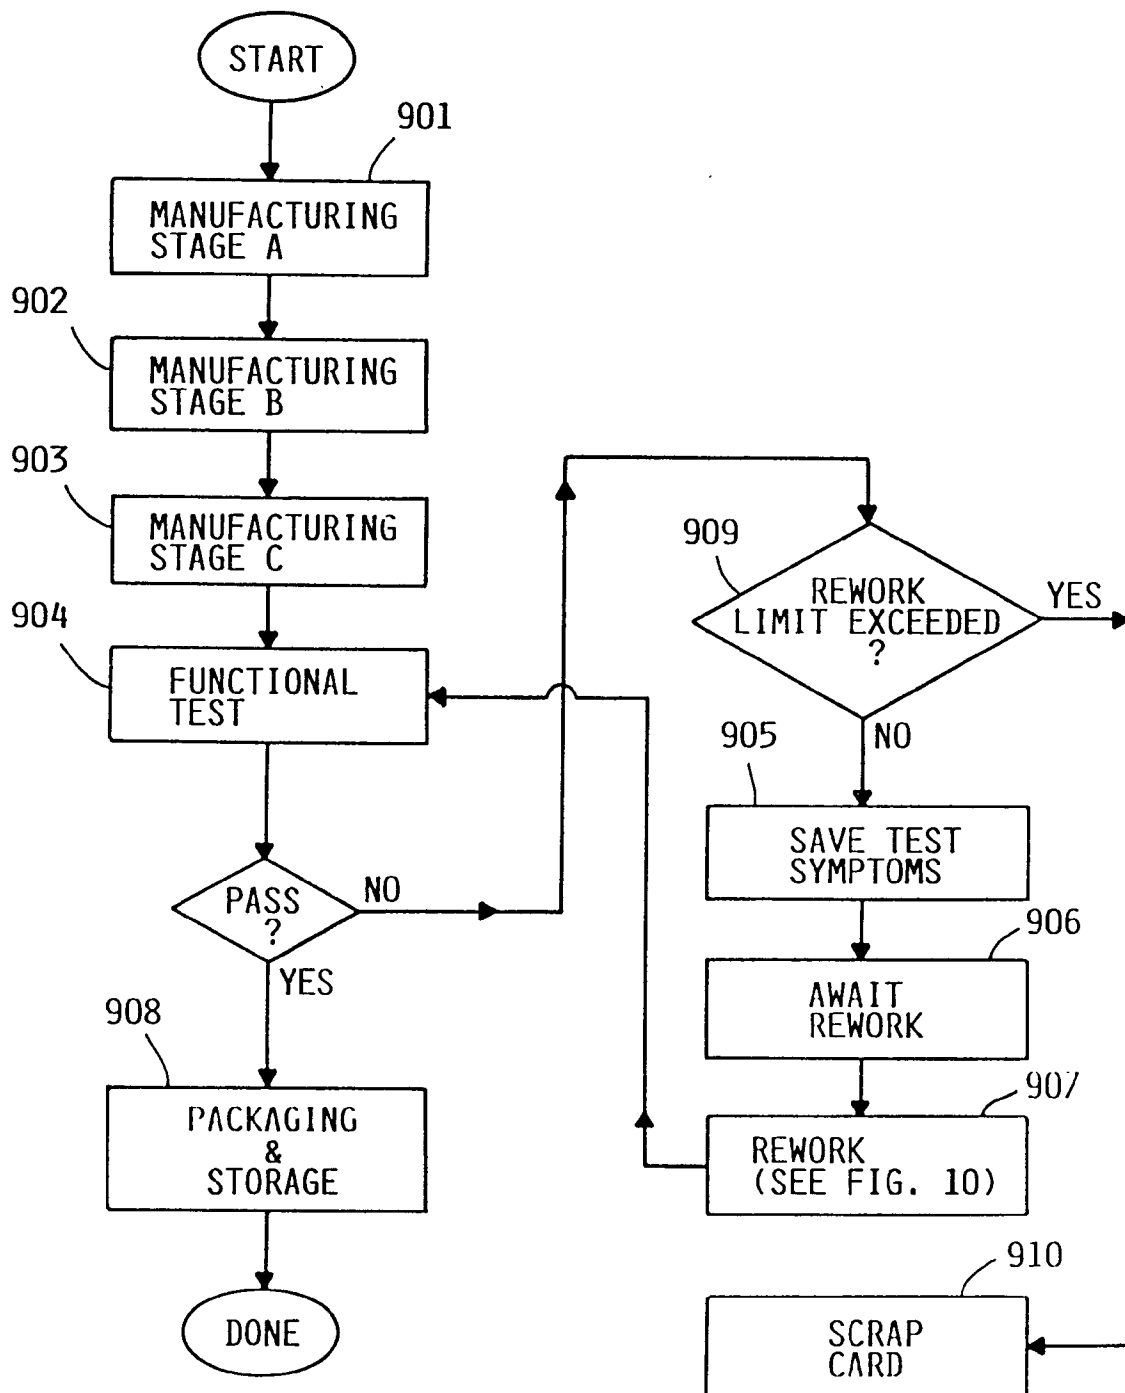 START
901
MANUFACTURING
STAGE A
902
MANUFACTURING
STAGE B
903
MANUFACTURING
STAGE C
904
FUNCTIONAL
TEST
PASS
?
NO
YES
908
PACKAGING
&
STORAGE
DONE
909
REWORK
LIMIT EXCEEDED
?
YES
NO
905
SAVE TEST
SYMPTOMS
906
AWAIT
REWORK
907
REWORK
(SEE FIG. 10)
910
SCRAP
CARD